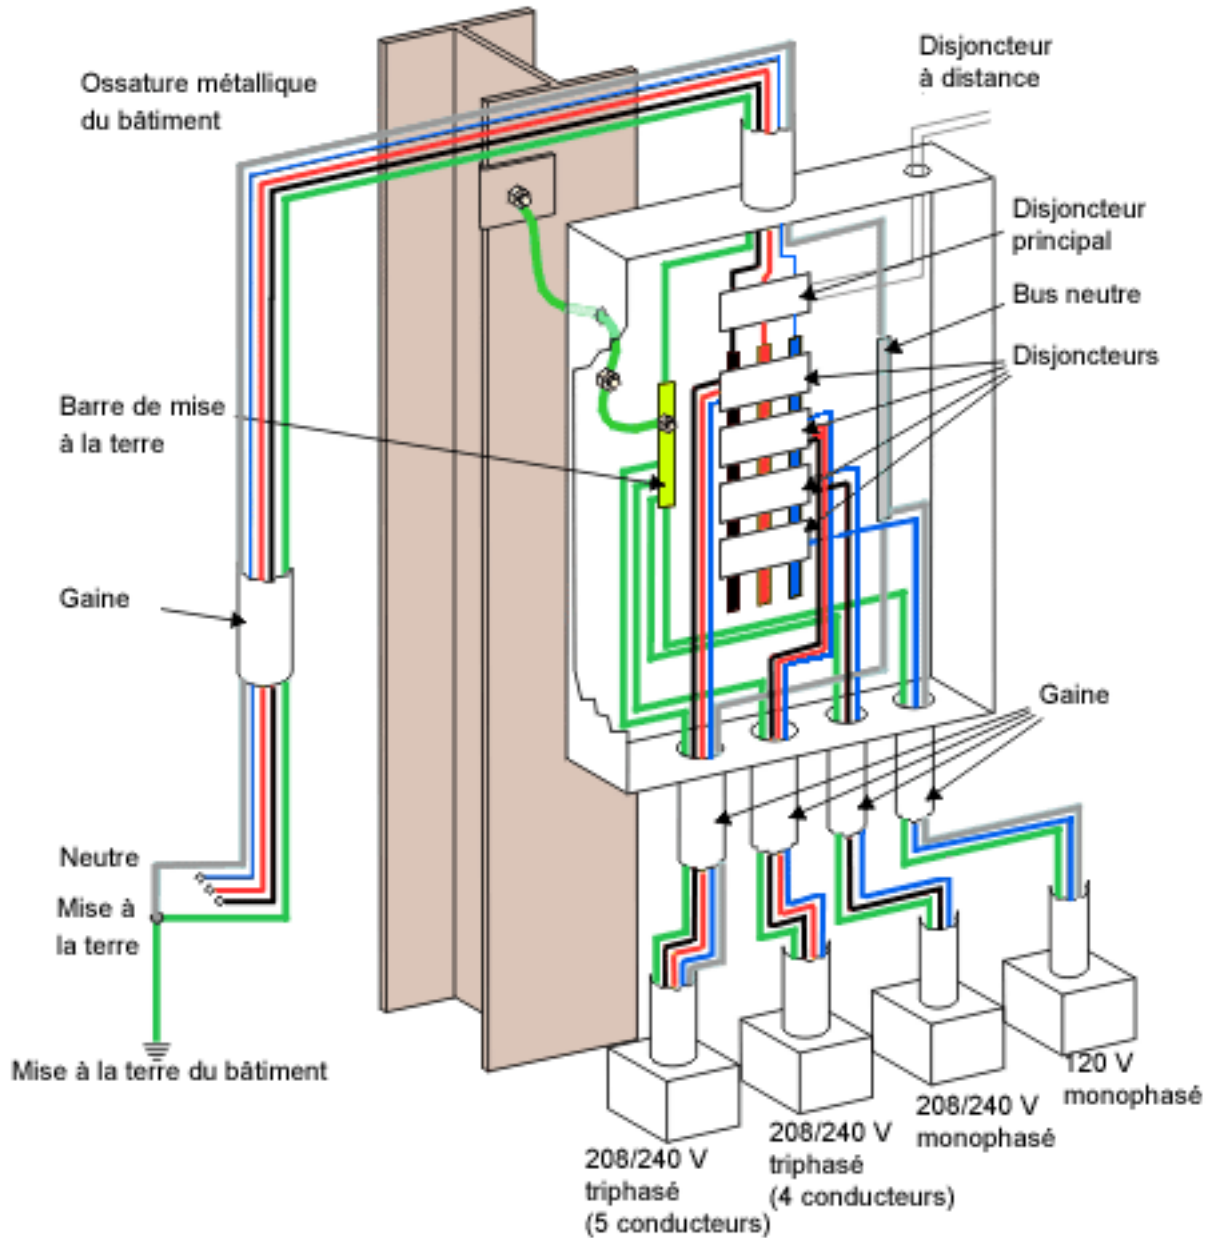 Disjoncteur
à distance
Ossature métallique
du bâtiment
Disjoncteur
principal
Bus neutre
Disjoncteurs
Barre de mise
à la terre
Gaine
Gaine
Neutre
Mise à
la terre
Mise à la terre du bâtiment
120 V
monophasé
208/240 V
monophasé
208/240 V
triphasé
(4 conducteurs)
208/240 V
triphasé
(5 conducteurs)